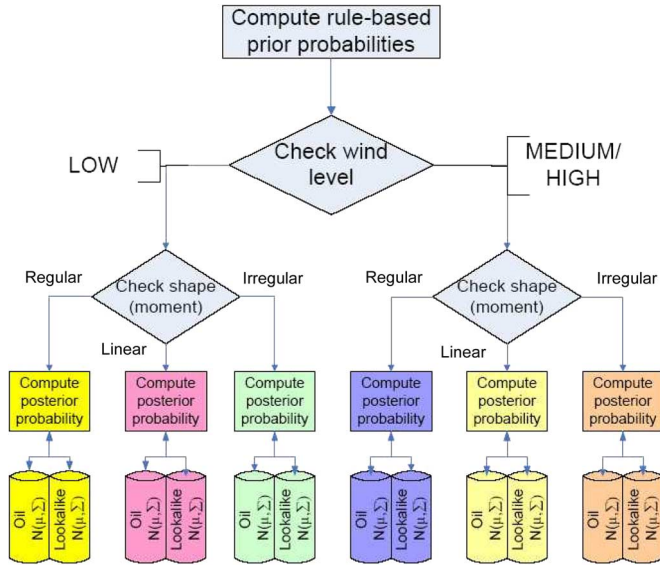 Compute rule-based
prior probabilities
LOW
Check wind
level
MEDIUM/
HIGH
Regular
Check shape
(moment)
Irregular
Linear
Regular
Check shape
(moment)
Irregular
Linear
Compute
posterior
probability
Compute
posterior
probability
Compute
posterior
probability
Compute
posterior
probability
Compute
posterior
probability
Compute
posterior
probability
Oil
N(μ,Σ)
Lookalike
N(μ,Σ)
Oil
N(μ,Σ)
Lookalike
N(μ,Σ)
Oil
N(μ,Σ)
Lookalike
N(μ,Σ)
Oil
N(μ,Σ)
Lookalike
N(μ,Σ)
Oil
N(μ,Σ)
Lookalike
N(μ,Σ)
Oil
N(μ,Σ)
Lookalike
N(μ,Σ)